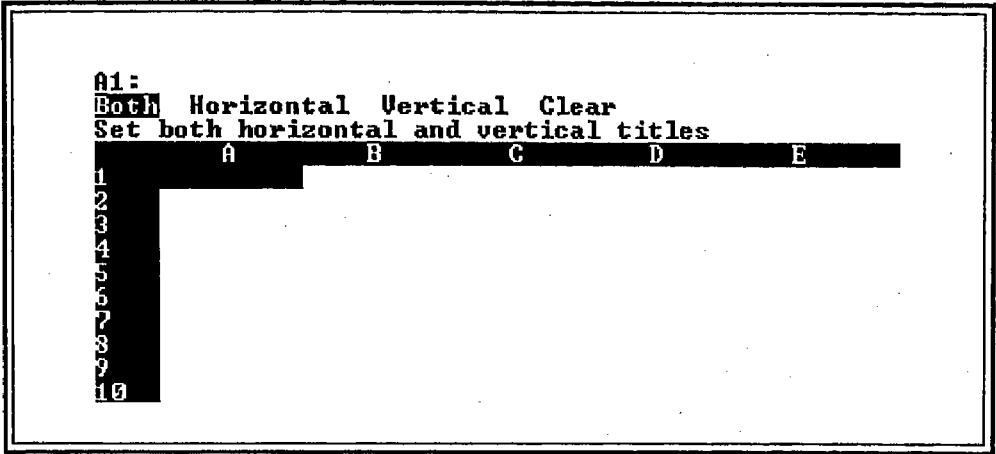 A1:
Both Horizontal Vertical Clear
Set both horizontal and vertical titles
A B C D E
1
2
3
4
5
6
7
8
9
10